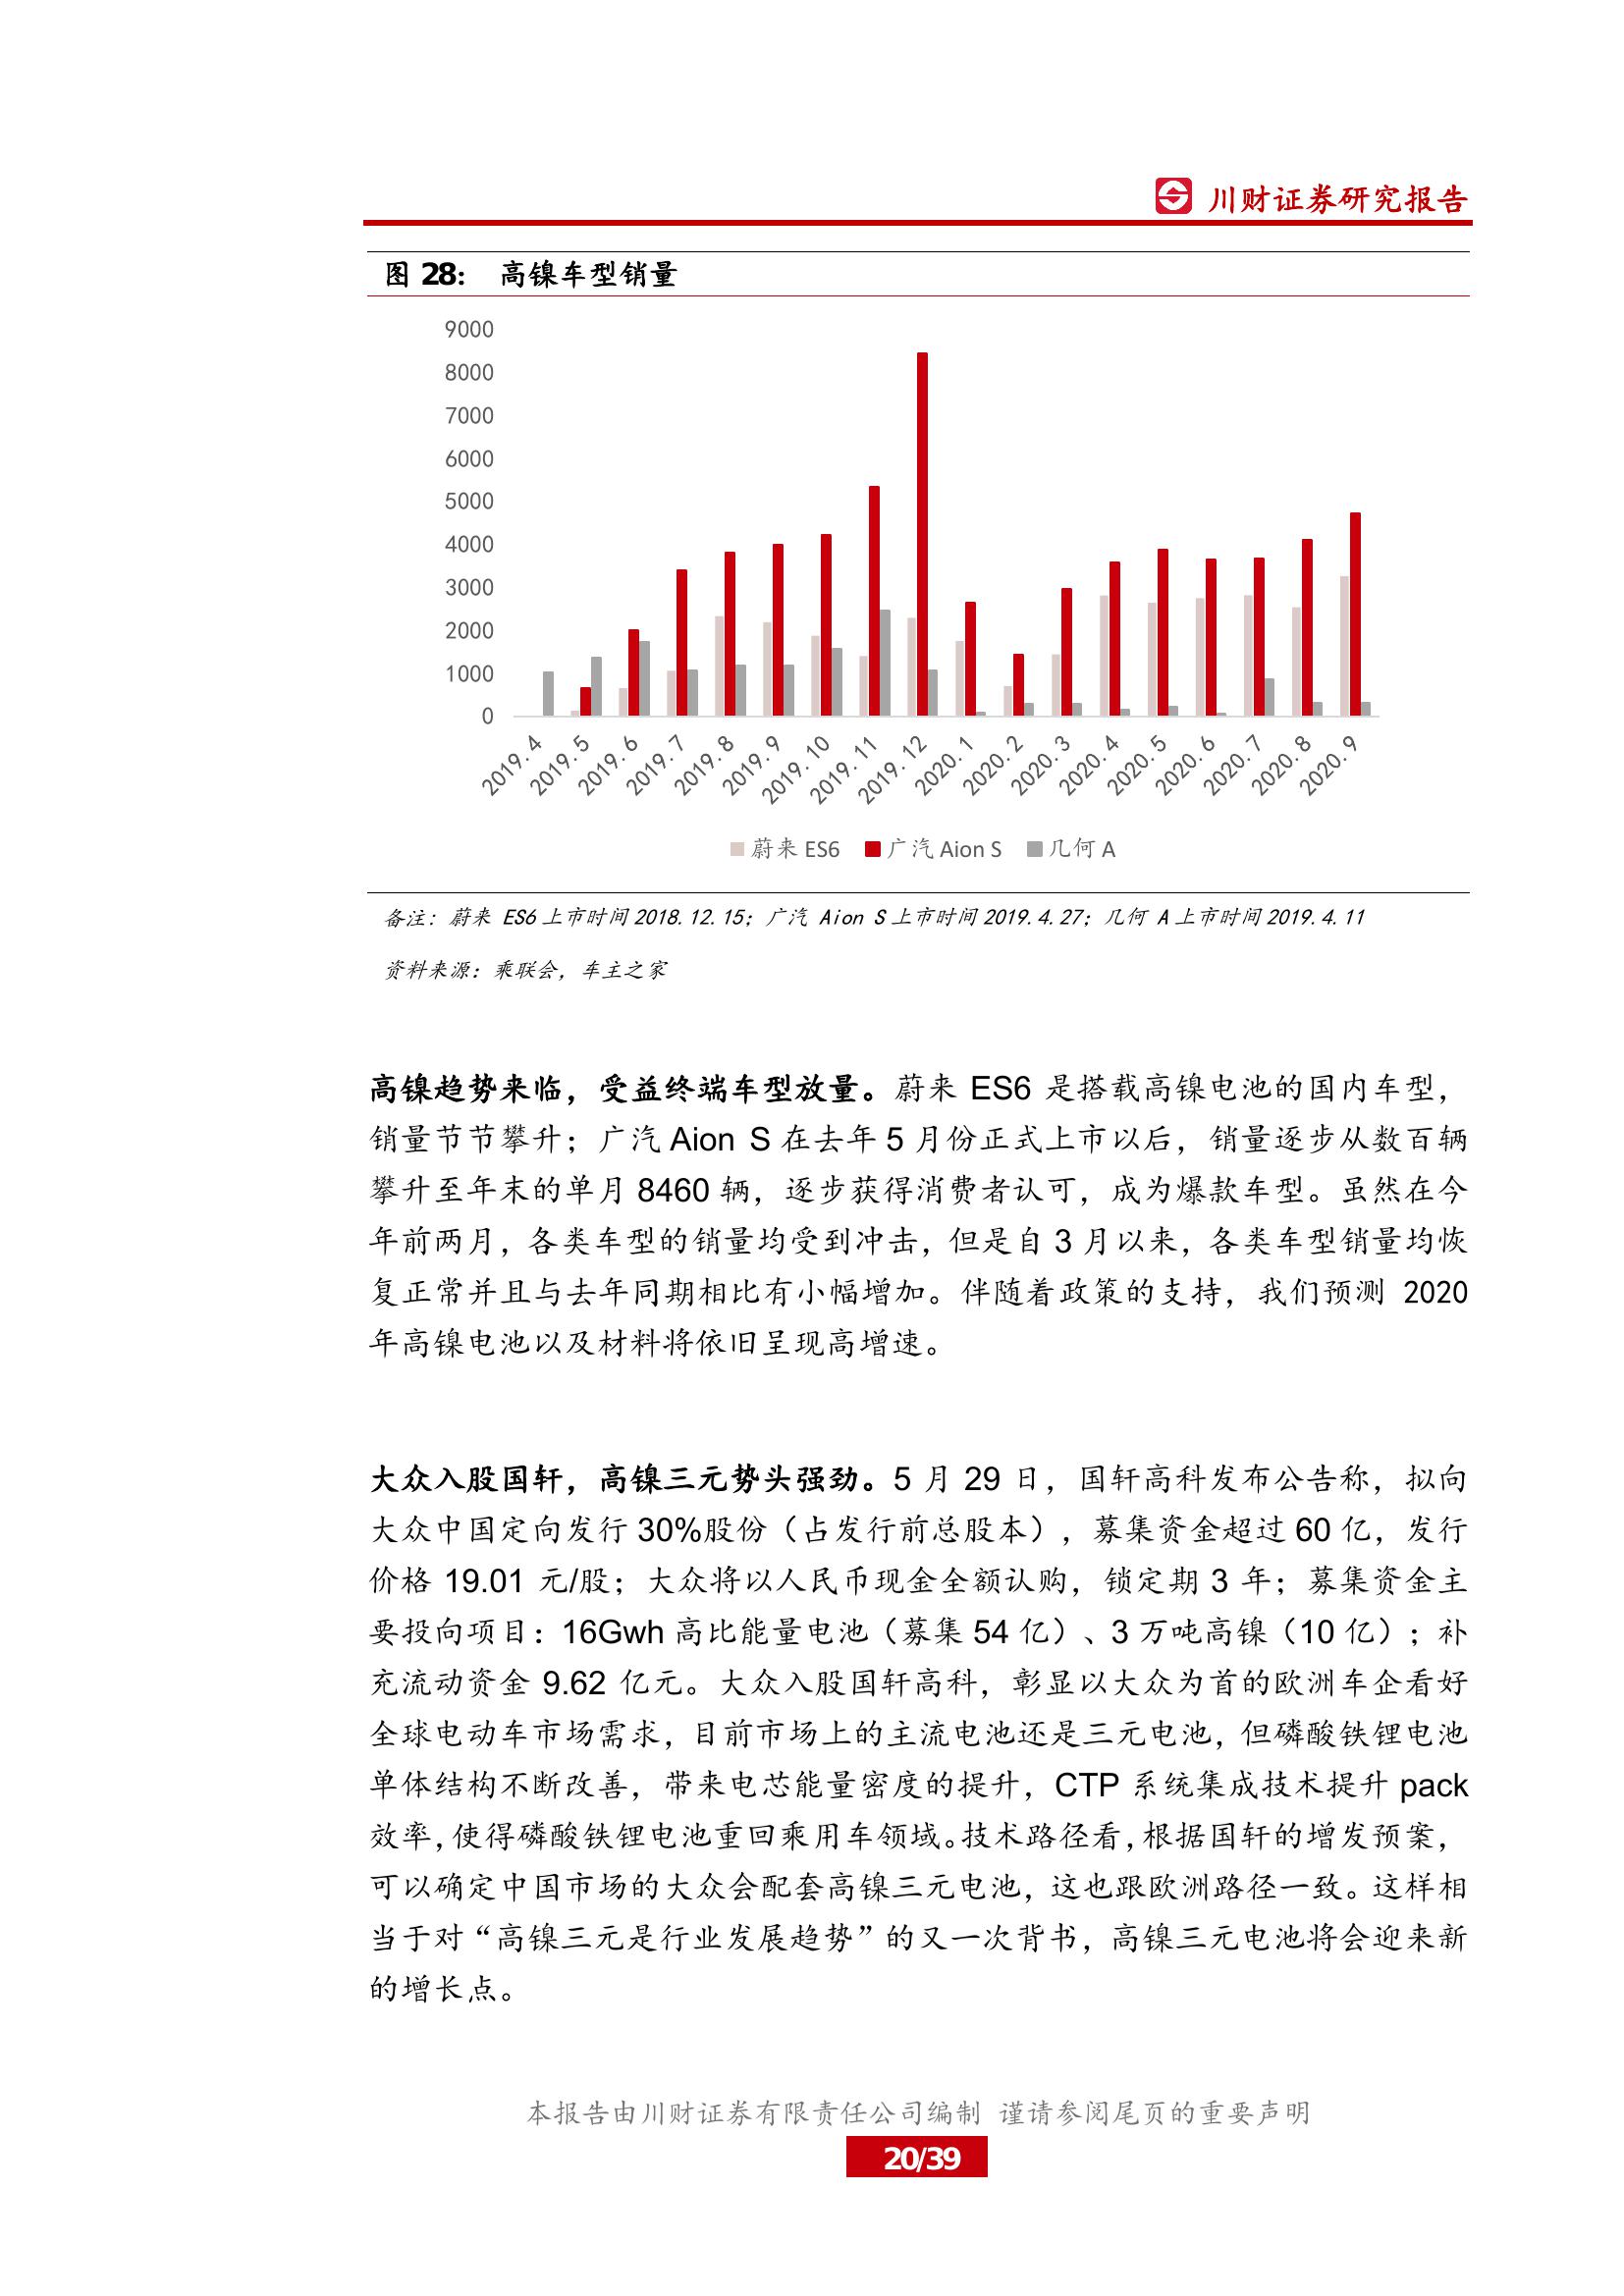 川财证券研究报告
图 28： 高镍车型销量
9000
8000
7000
6000
5000
4000
3000
2000
1000
0
2019.4 2019.5 2019.6 2019.7 2019.8 2019.9 2019.10 2019.11 2019.12 2020.1 2020.2 2020.3 2020.4 2020.5 2020.6 2020.7 2020.8 2020.9
蔚来 ES6 广汽 Aion S 几何 A
备注：蔚来 ES6 上市时间 2018.12.15；广汽 Aion S 上市时间 2019.4.27；几何 A 上市时间 2019.4.11
资料来源：乘联会，车主之家
高镍趋势来临，受益终端车型放量。蔚来 ES6 是搭载高镍电池的国内车型，
销量节节攀升；广汽 Aion S 在去年 5 月份正式上市以后，销量逐步从数百辆
攀升至年末的单月 8460 辆，逐步获得消费者认可，成为爆款车型。虽然在今
年前两月，各类车型的销量均受到冲击，但是自 3 月以来，各类车型销量均恢
复正常并且与去年同期相比有小幅增加。伴随着政策的支持，我们预测 2020
年高镍电池以及材料将依旧呈现高增速。
大众入股国轩，高镍三元势头强劲。5 月 29 日，国轩高科发布公告称，拟向
大众中国定向发行 30%股份（占发行前总股本），募集资金超过 60 亿，发行
价格 19.01 元/股；大众将以人民币现金全额认购，锁定期 3 年；募集资金主
要投向项目：16Gwh 高比能量电池（募集 54 亿）、3 万吨高镍（10 亿）；补
充流动资金 9.62 亿元。大众入股国轩高科，彰显以大众为首的欧洲车企看好
全球电动车市场需求，目前市场上的主流电池还是三元电池，但磷酸铁锂电池
单体结构不断改善，带来电芯能量密度的提升，CTP 系统集成技术提升 pack
效率，使得磷酸铁锂电池重回乘用车领域。技术路径看，根据国轩的增发预案，
可以确定中国市场的大众会配套高镍三元电池，这也跟欧洲路径一致。这样相
当于对“高镍三元是行业发展趋势”的又一次背书，高镍三元电池将会迎来新
的增长点。
本报告由川财证券有限责任公司编制 谨请参阅尾页的重要声明
20/39